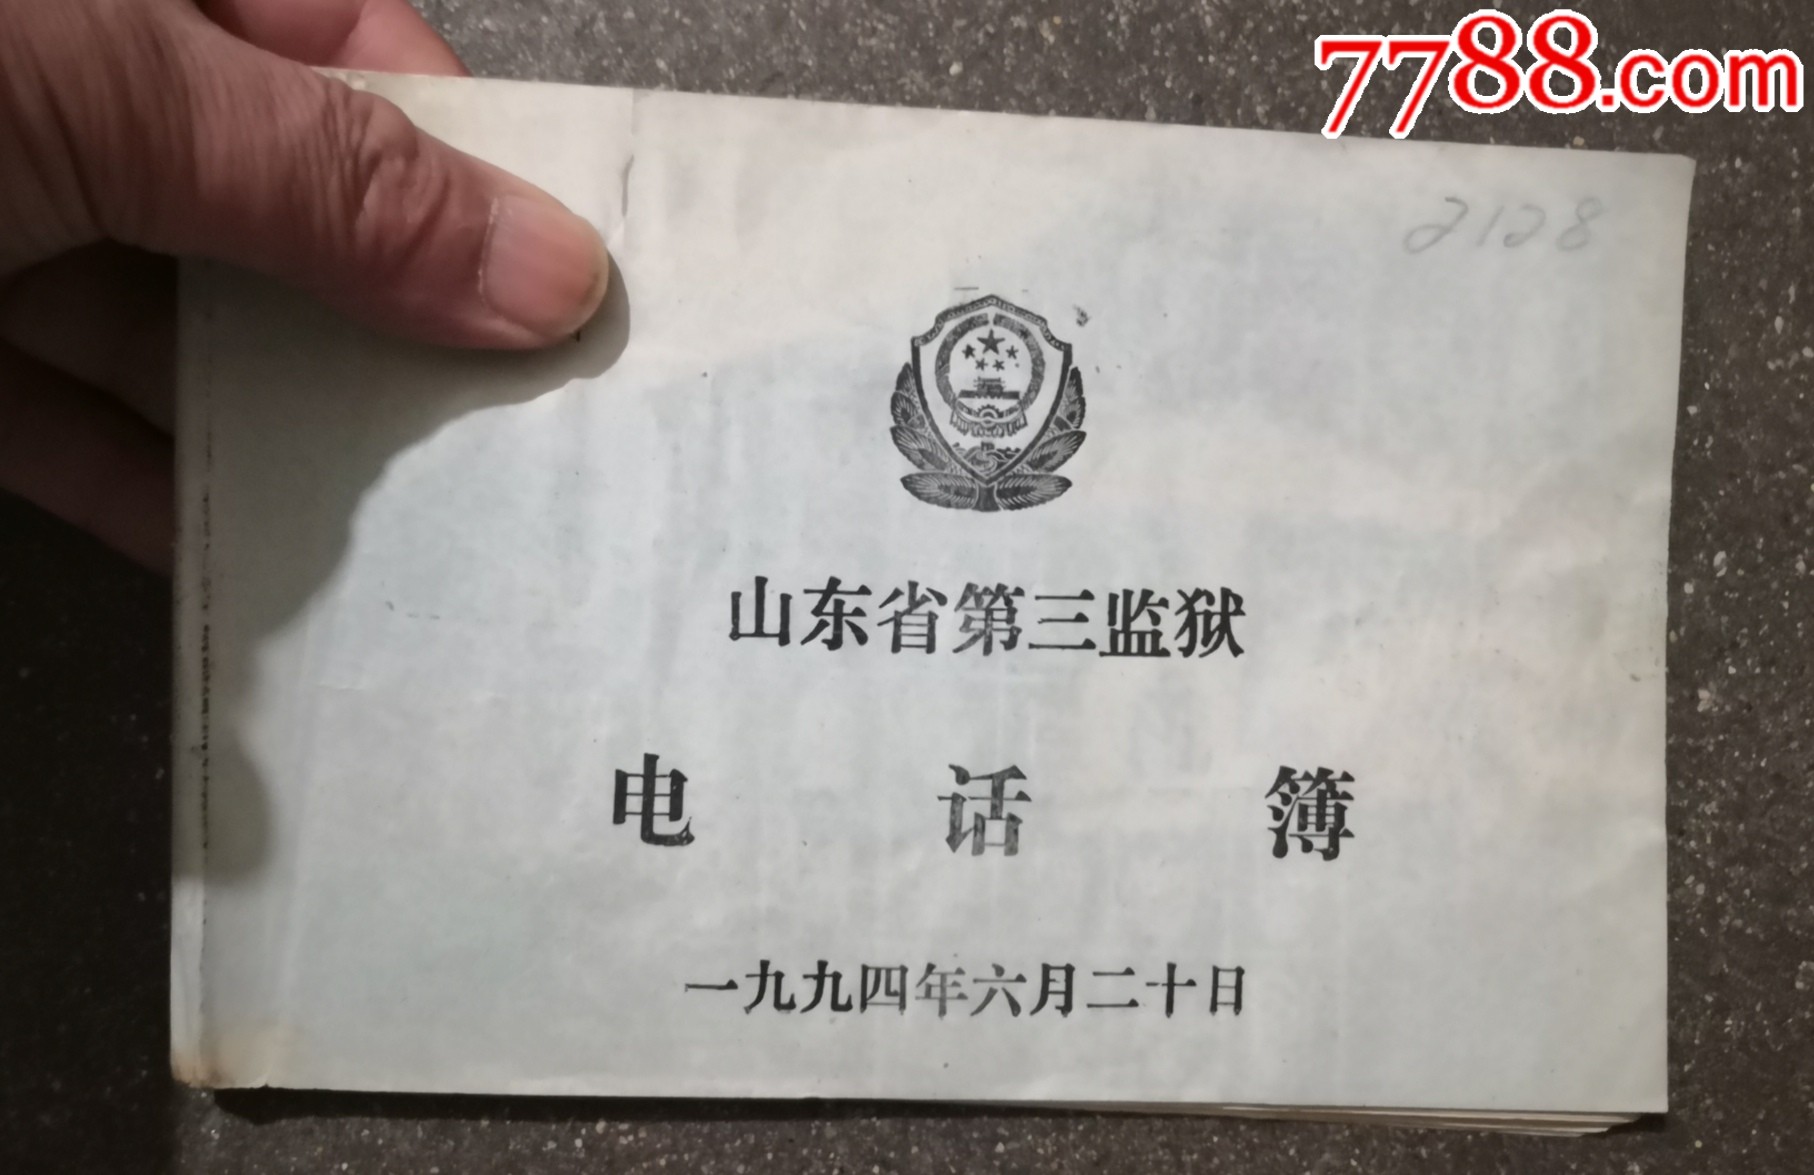 7788.com
2128
山东省第三监狱
电话簿
一九九四年六月二十日